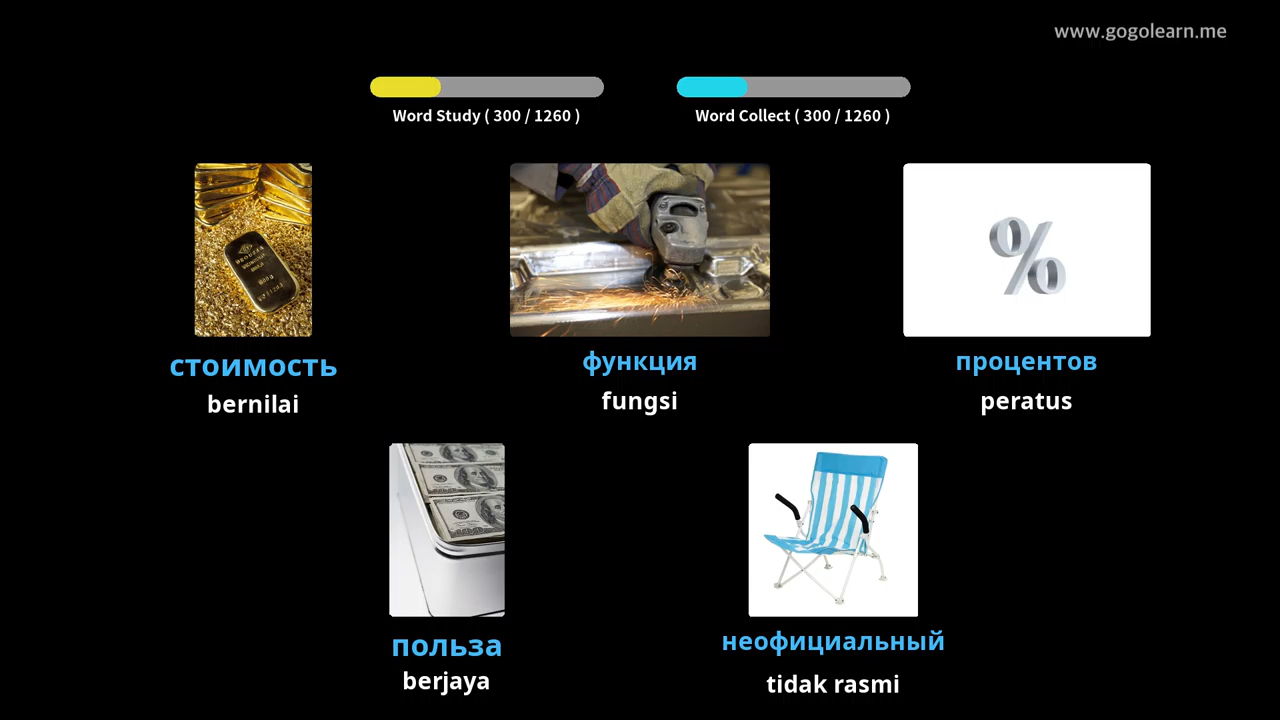 www.gogolearn.me
Word Study ( 300 / 1260 )
Word Collect ( 300 / 1260 )
стоимость
bernilai
функция
fungsi
процентов
peratus
польза
berjaya
неофициальный
tidak rasmi